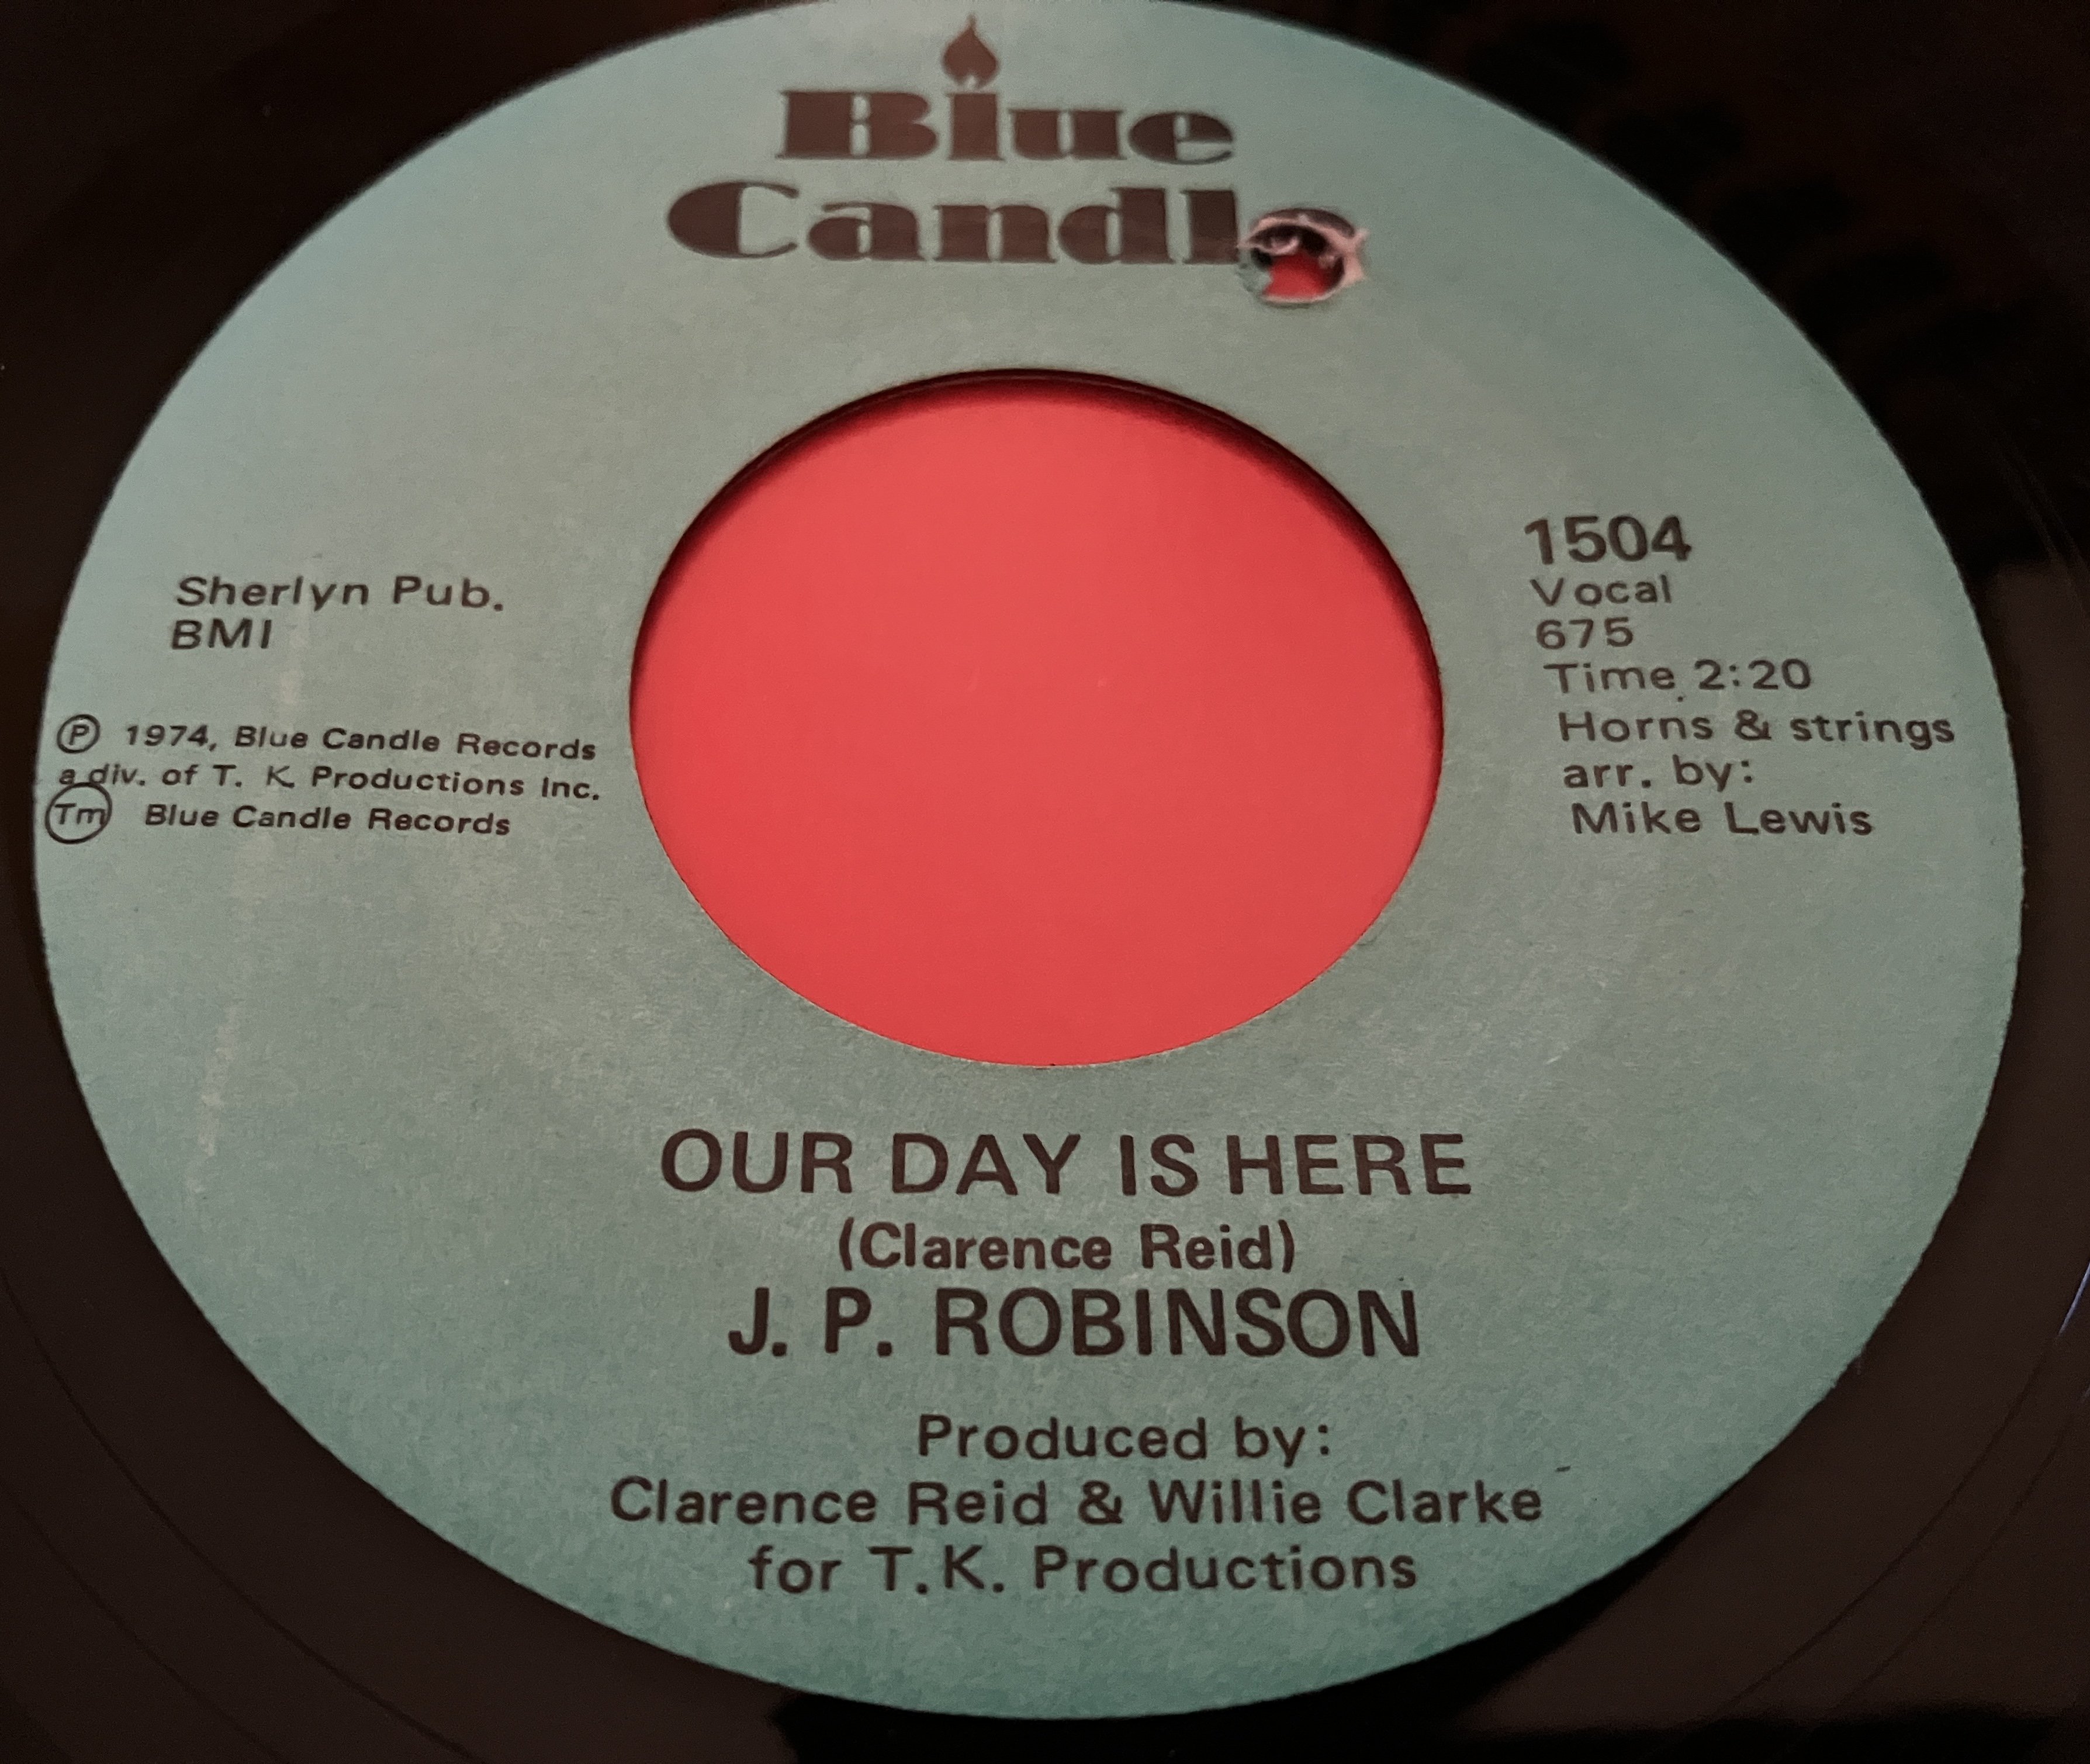 Blue
Candle
Sherlyn Pub.
BMI
Ⓟ 1974, Blue Candle Records
a div. of T. K. Productions Inc.
Tm Blue Candle Records
1504
Vocal
675
Time 2:20
Horns & strings
arr. by:
Mike Lewis
OUR DAY IS HERE
(Clarence Reid)
J. P. ROBINSON
Produced by:
Clarence Reid & Willie Clarke
for T.K. Productions